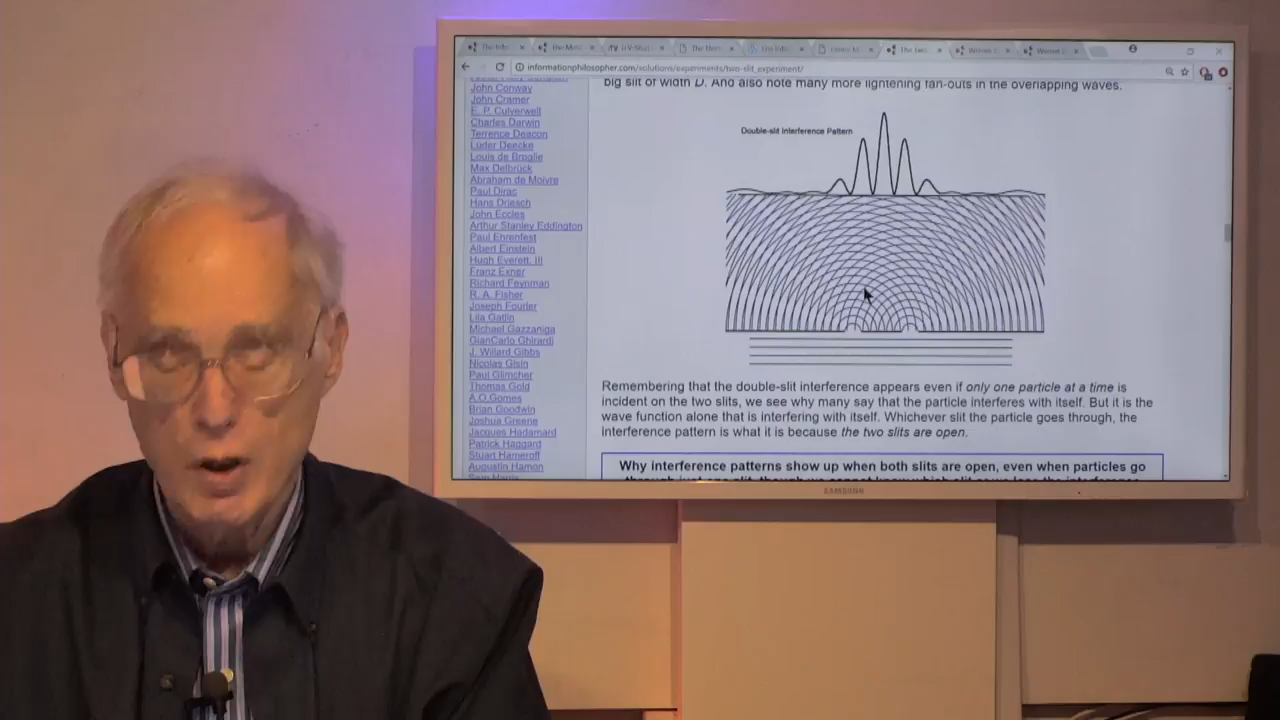 informationphilosopher.com/solutions/experiments/two-slit_experiment/
John Conway
John Cramer
E. P. Culverwell
Charles Darwin
Terrence Deacon
Lüder Deecke
Louis de Broglie
Max Delbrück
Abraham de Moivre
Paul Dirac
Hans Driesch
John Eccles
Arthur Stanley Eddington
Paul Ehrenfest
Albert Einstein
Hugh Everett, III
Franz Exner
Richard Feynman
R. A. Fisher
Joseph Fourier
Lila Gatlin
Michael Gazzaniga
GianCarlo Ghirardi
J. Willard Gibbs
Nicolas Gisin
Paul Glimcher
Thomas Gold
A.O.Gomes
Brian Goodwin
Joshua Greene
Jacques Hadamard
Patrick Haggard
Stuart Hameroff
Augustin Hamon
big slit of width D. And also note many more lightening fan-outs in the overlapping waves.
Double-slit Interference Pattern
Remembering that the double-slit interference appears even if only one particle at a time is
incident on the two slits, we see why many say that the particle interferes with itself. But it is the
wave function alone that is interfering with itself. Whichever slit the particle goes through, the
interference pattern is what it is because the two slits are open.
Why interference patterns show up when both slits are open, even when particles go
SAMSUNG